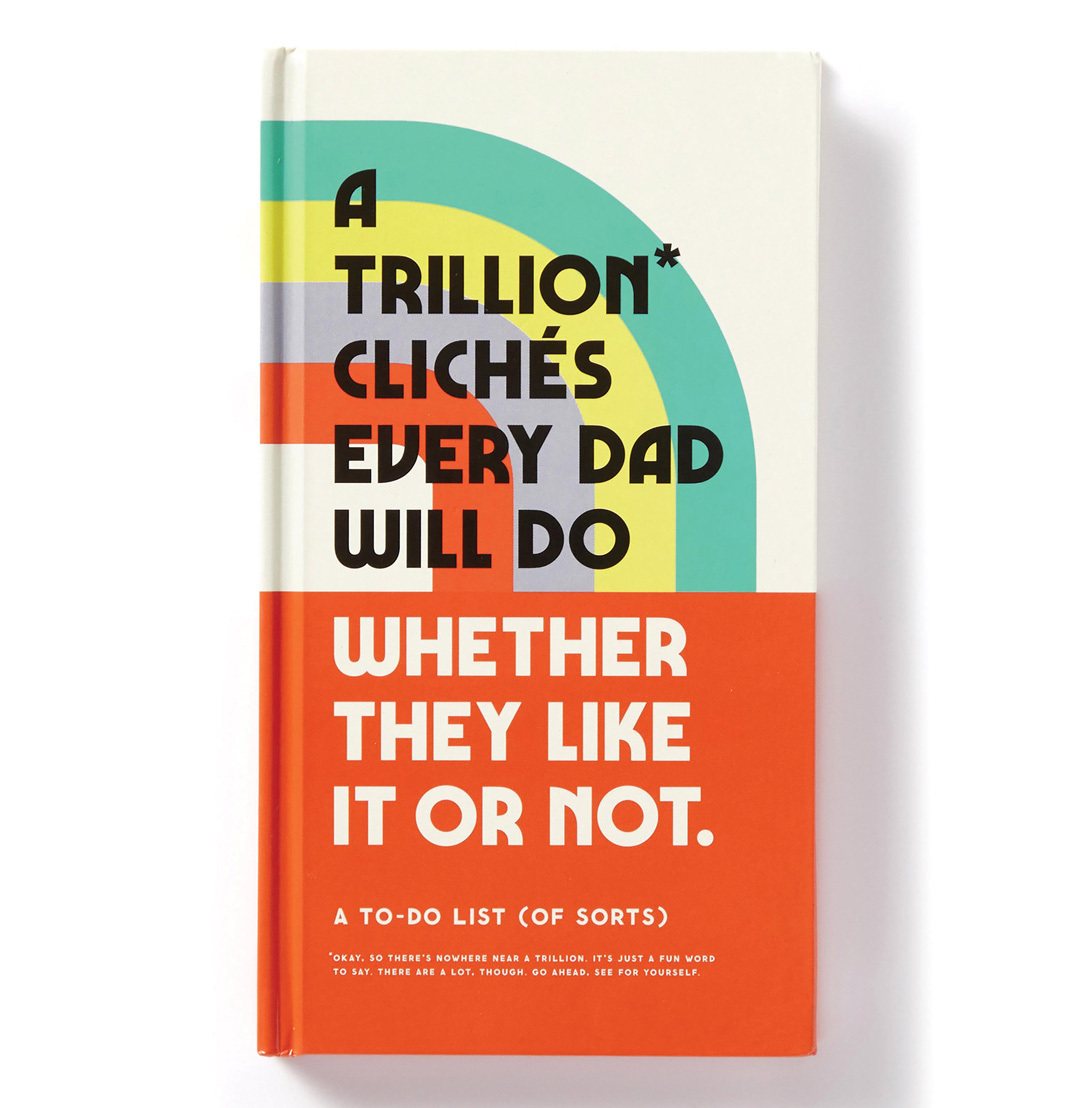 A
TRILLION*
CLICHÉS
EVERY DAD
WILL DO
WHETHER
THEY LIKE
IT OR NOT.
A TO-DO LIST (OF SORTS)
*OKAY, SO THERE'S NOWHERE NEAR A TRILLION. IT'S JUST A FUN WORD
TO SAY. THERE ARE A LOT, THOUGH. GO AHEAD, SEE FOR YOURSELF.